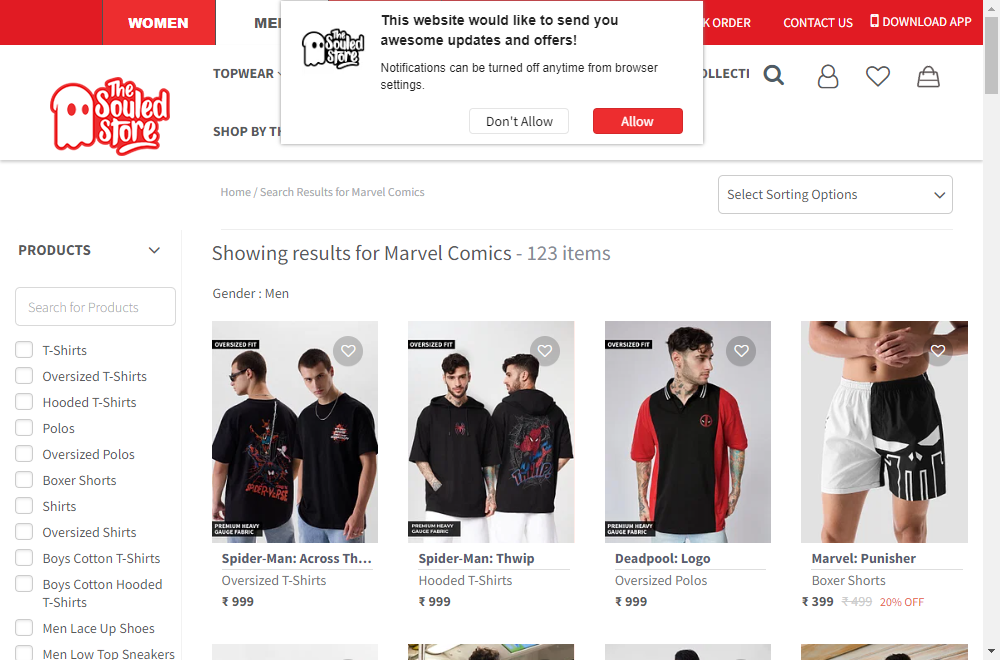 WOMEN
This website would like to send you
awesome updates and offers!
Notifications can be turned off anytime from browser
settings.
Don't Allow
Allow
ORDER
CONTACT US
DOWNLOAD APP
The
Souled
Store
The
Souled
Store
TOPWEAR
SHOP BY
Home / Search Results for Marvel Comics
Select Sorting Options
PRODUCTS
Search for Products
T-Shirts
Oversized T-Shirts
Hooded T-Shirts
Polos
Oversized Polos
Boxer Shorts
Shirts
Oversized Shirts
Boys Cotton T-Shirts
Boys Cotton Hooded
T-Shirts
Men Lace Up Shoes
Men Low Top Sneakers
Showing results for Marvel Comics - 123 items
Gender : Men
OVERSIZED FIT
SPIDER-VERSE
PREMIUM HEAVY
GAUGE FABRIC
Spider-Man: Across Th...
Oversized T-Shirts
₹ 999
OVERSIZED FIT
THWIP
PREMIUM HEAVY
GAUGE FABRIC
Spider-Man: Thwip
Hooded T-Shirts
₹ 999
OVERSIZED FIT
PREMIUM HEAVY
GAUGE FABRIC
Deadpool: Logo
Oversized Polos
₹ 999
Marvel: Punisher
Boxer Shorts
₹ 399 ₹ 499 20% OFF